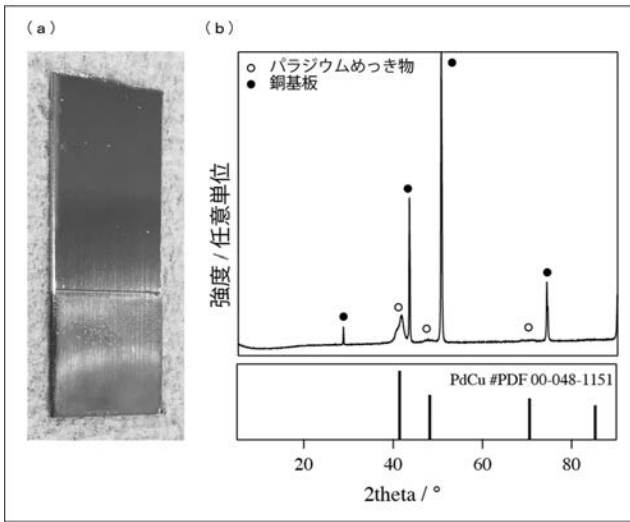 (a)
(b)
○ パラジウムめっき物
● 銅基板
強度 / 任意単位
PdCu #PDF 00-048-1151
20 40 60 80
2theta / °